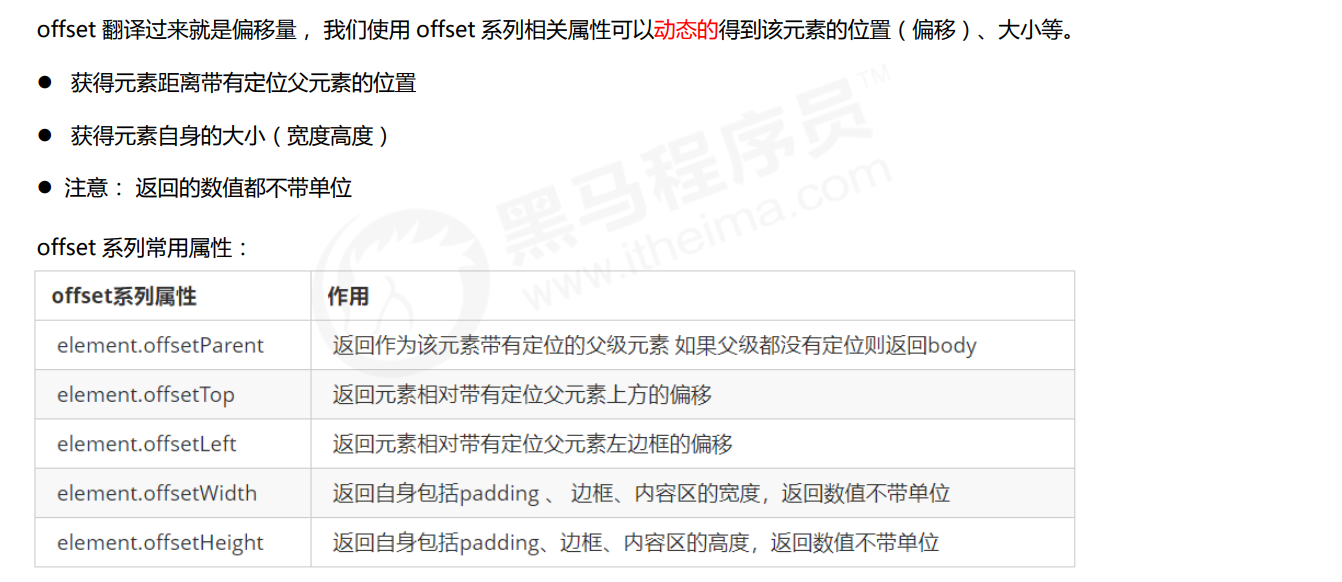 offset 翻译过来就是偏移量， 我们使用 offset 系列相关属性可以动态的得到该元素的位置（偏移）、大小等。
● 获得元素距离带有定位父元素的位置
● 获得元素自身的大小（宽度高度）
● 注意： 返回的数值都不带单位
黑马程序员™
www.itheima.com
offset 系列常用属性：
offset系列属性 作用
element.offsetParent 返回作为该元素带有定位的父级元素 如果父级都没有定位则返回body
element.offsetTop 返回元素相对带有定位父元素上方的偏移
element.offsetLeft 返回元素相对带有定位父元素左边框的偏移
element.offsetWidth 返回自身包括padding 、 边框、内容区的宽度，返回数值不带单位
element.offsetHeight 返回自身包括padding、边框、内容区的高度，返回数值不带单位